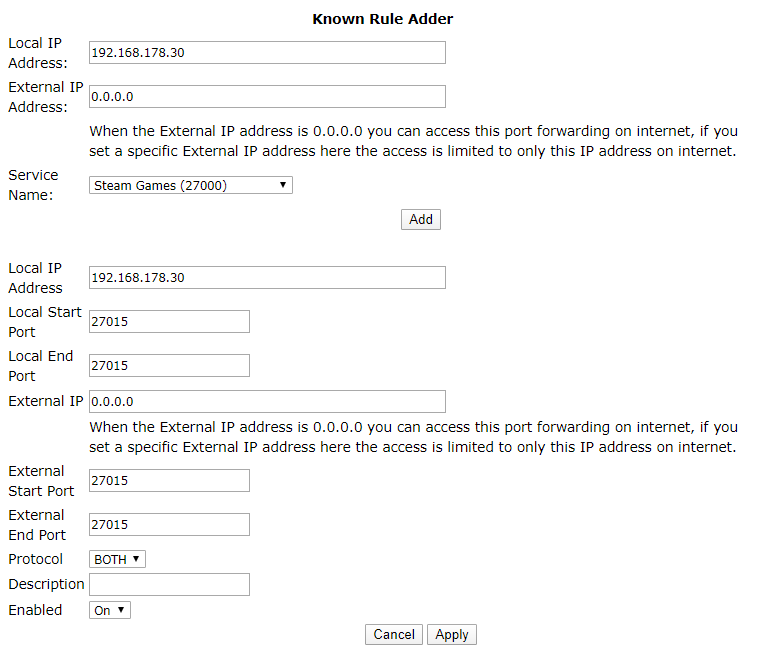 Known Rule Adder
Local IP
Address:
192.168.178.30
External IP
Address:
0.0.0.0
When the External IP address is 0.0.0.0 you can access this port forwarding on internet, if you
set a specific External IP address here the access is limited to only this IP address on internet.
Service
Name:
Steam Games (27000)
Add
Local IP
Address
192.168.178.30
Local Start
Port
27015
Local End
Port
27015
External IP
0.0.0.0
When the External IP address is 0.0.0.0 you can access this port forwarding on internet, if you
set a specific External IP address here the access is limited to only this IP address on internet.
External
Start Port
27015
External
End Port
27015
Protocol
BOTH
Description
Enabled
On
Cancel
Apply